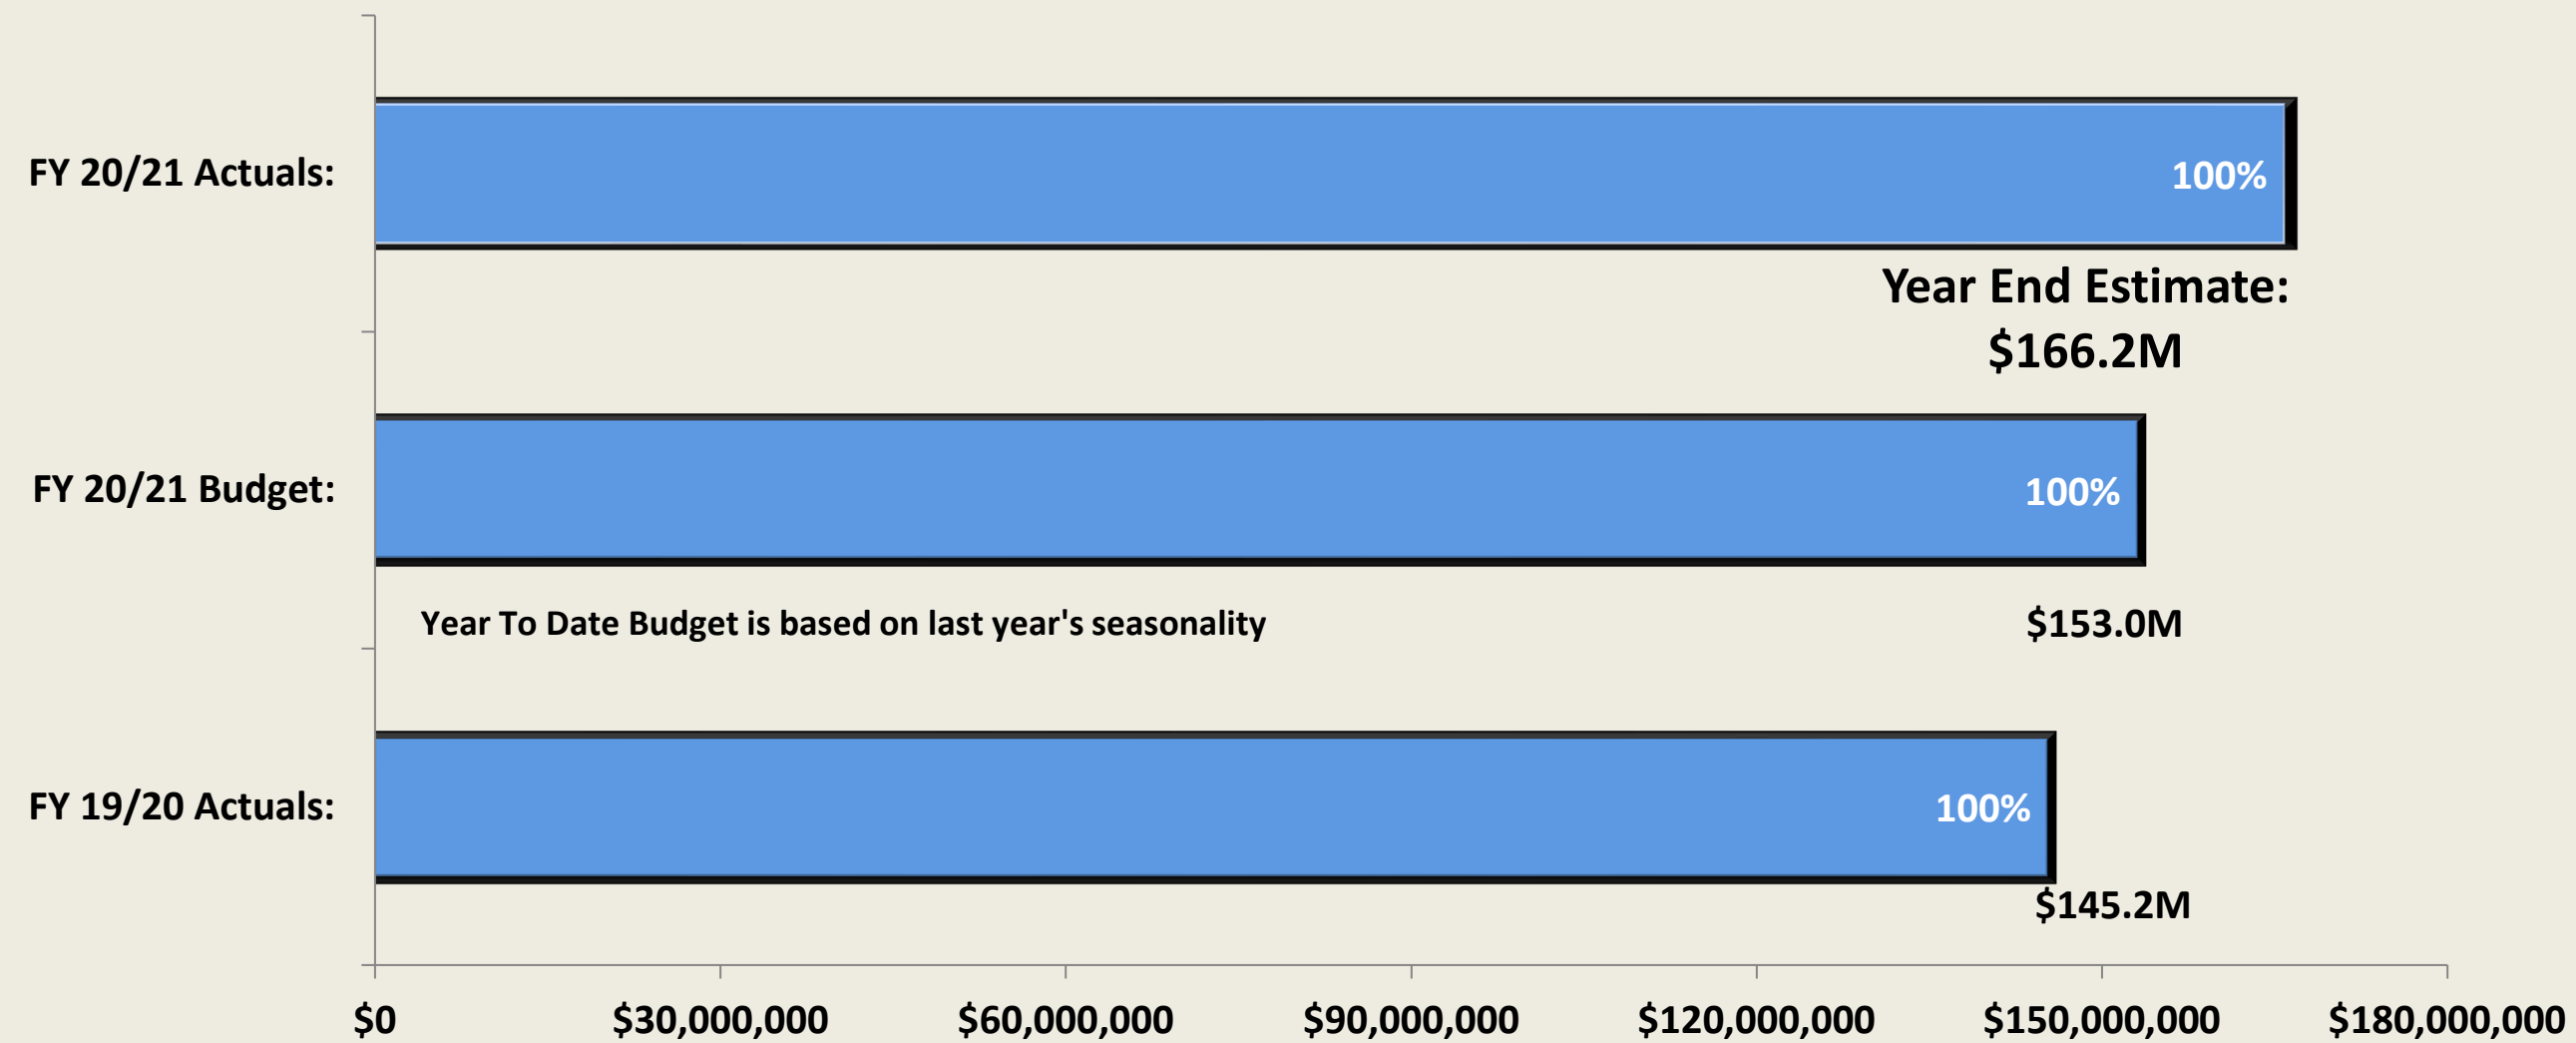 FY 20/21 Actuals:
100%
Year End Estimate:
$166.2M
FY 20/21 Budget:
100%
Year To Date Budget is based on last year's seasonality
$153.0M
FY 19/20 Actuals:
100%
$145.2M
$0
$30,000,000
$60,000,000
$90,000,000
$120,000,000
$150,000,000
$180,000,000